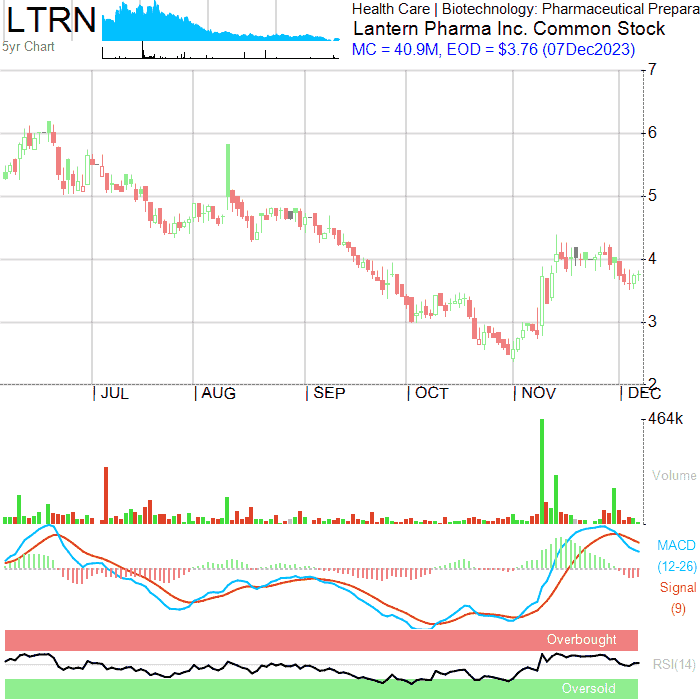 LTRN
5yr Chart
Health Care | Biotechnology: Pharmaceutical Prepara
Lantern Pharma Inc. Common Stock
MC = 40.9M, EOD = $3.76 (07Dec2023)
7
6
5
4
3
2
JUL AUG SEP OCT NOV DEC
464k
Volume
MACD
(12-26)
Signal
(9)
Overbought
RSI(14)
Oversold